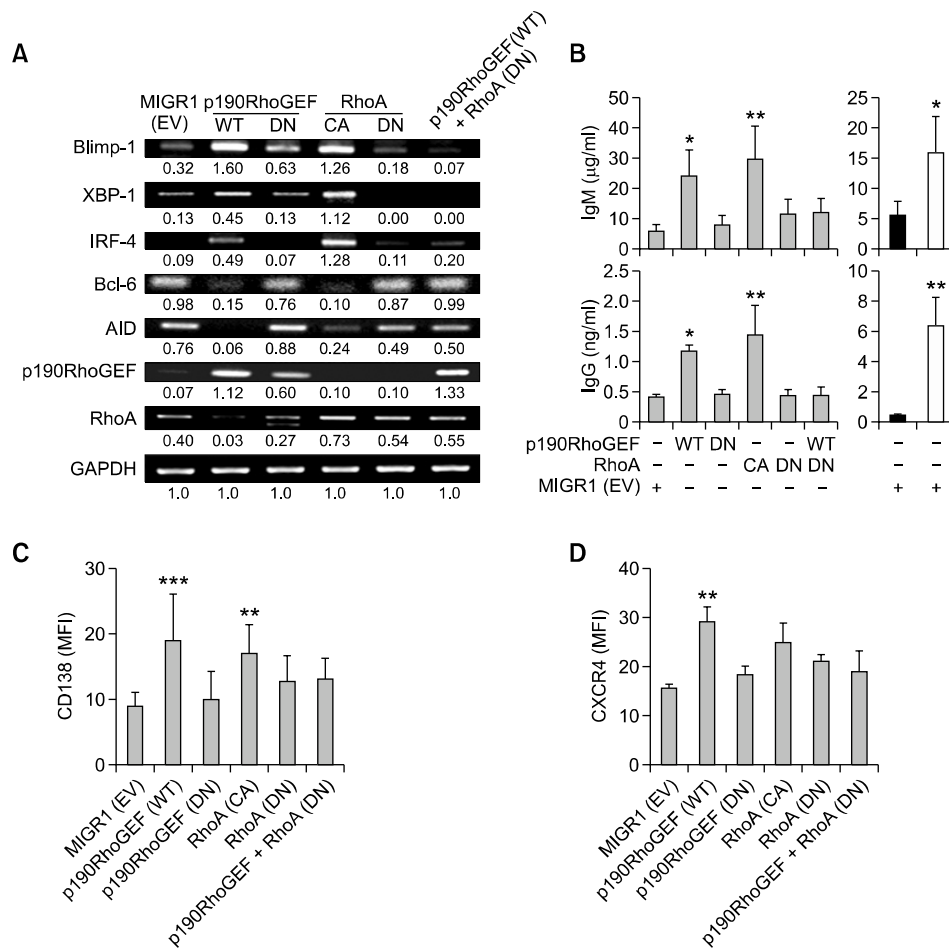 A
MIGR1 (EV)
p190RhoGEF
WT DN
RhoA
CA DN
p190RhoGEF(WT) + RhoA (DN)
Blimp-1
0.32 1.60 0.63 1.26 0.18 0.07
XBP-1
0.13 0.45 0.13 1.12 0.00 0.00
IRF-4
0.09 0.49 0.07 1.28 0.11 0.20
Bcl-6
0.98 0.15 0.76 0.10 0.87 0.99
AID
0.76 0.06 0.88 0.24 0.49 0.50
p190RhoGEF
0.07 1.12 0.60 0.10 0.10 1.33
RhoA
0.40 0.03 0.27 0.73 0.54 0.55
GAPDH
1.0 1.0 1.0 1.0 1.0 1.0
B
IgM (μg/ml)
50
40
30
20
10
0
* **
25
20
15
10
5
0
*
IgG (ng/ml)
2.5
2.0
1.5
1.0
0.5
0
* **
10
8
6
4
2
0
**
p190RhoGEF – WT DN – – WT – –
RhoA – – – CA DN DN – –
MIGR1 (EV) + – – – – – + +
C
CD138 (MFI)
30
20
10
0
*** **
MIGR1 (EV)
p190RhoGEF (WT)
p190RhoGEF (DN)
RhoA (CA)
RhoA (DN)
p190RhoGEF + RhoA (DN)
D
CXCR4 (MFI)
40
30
20
10
0
**
MIGR1 (EV)
p190RhoGEF (WT)
p190RhoGEF (DN)
RhoA (CA)
RhoA (DN)
p190RhoGEF + RhoA (DN)